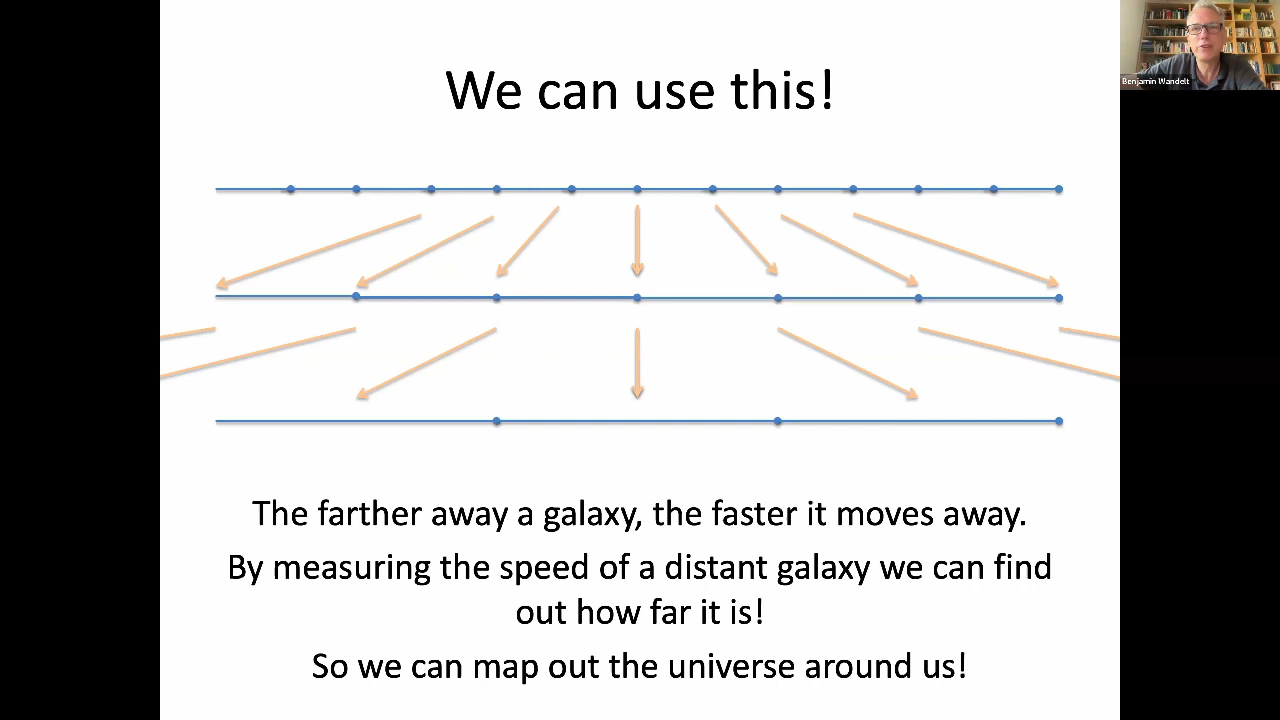 We can use this!
Benjamin Wandelt
The farther away a galaxy, the faster it moves away.
By measuring the speed of a distant galaxy we can find
out how far it is!
So we can map out the universe around us!